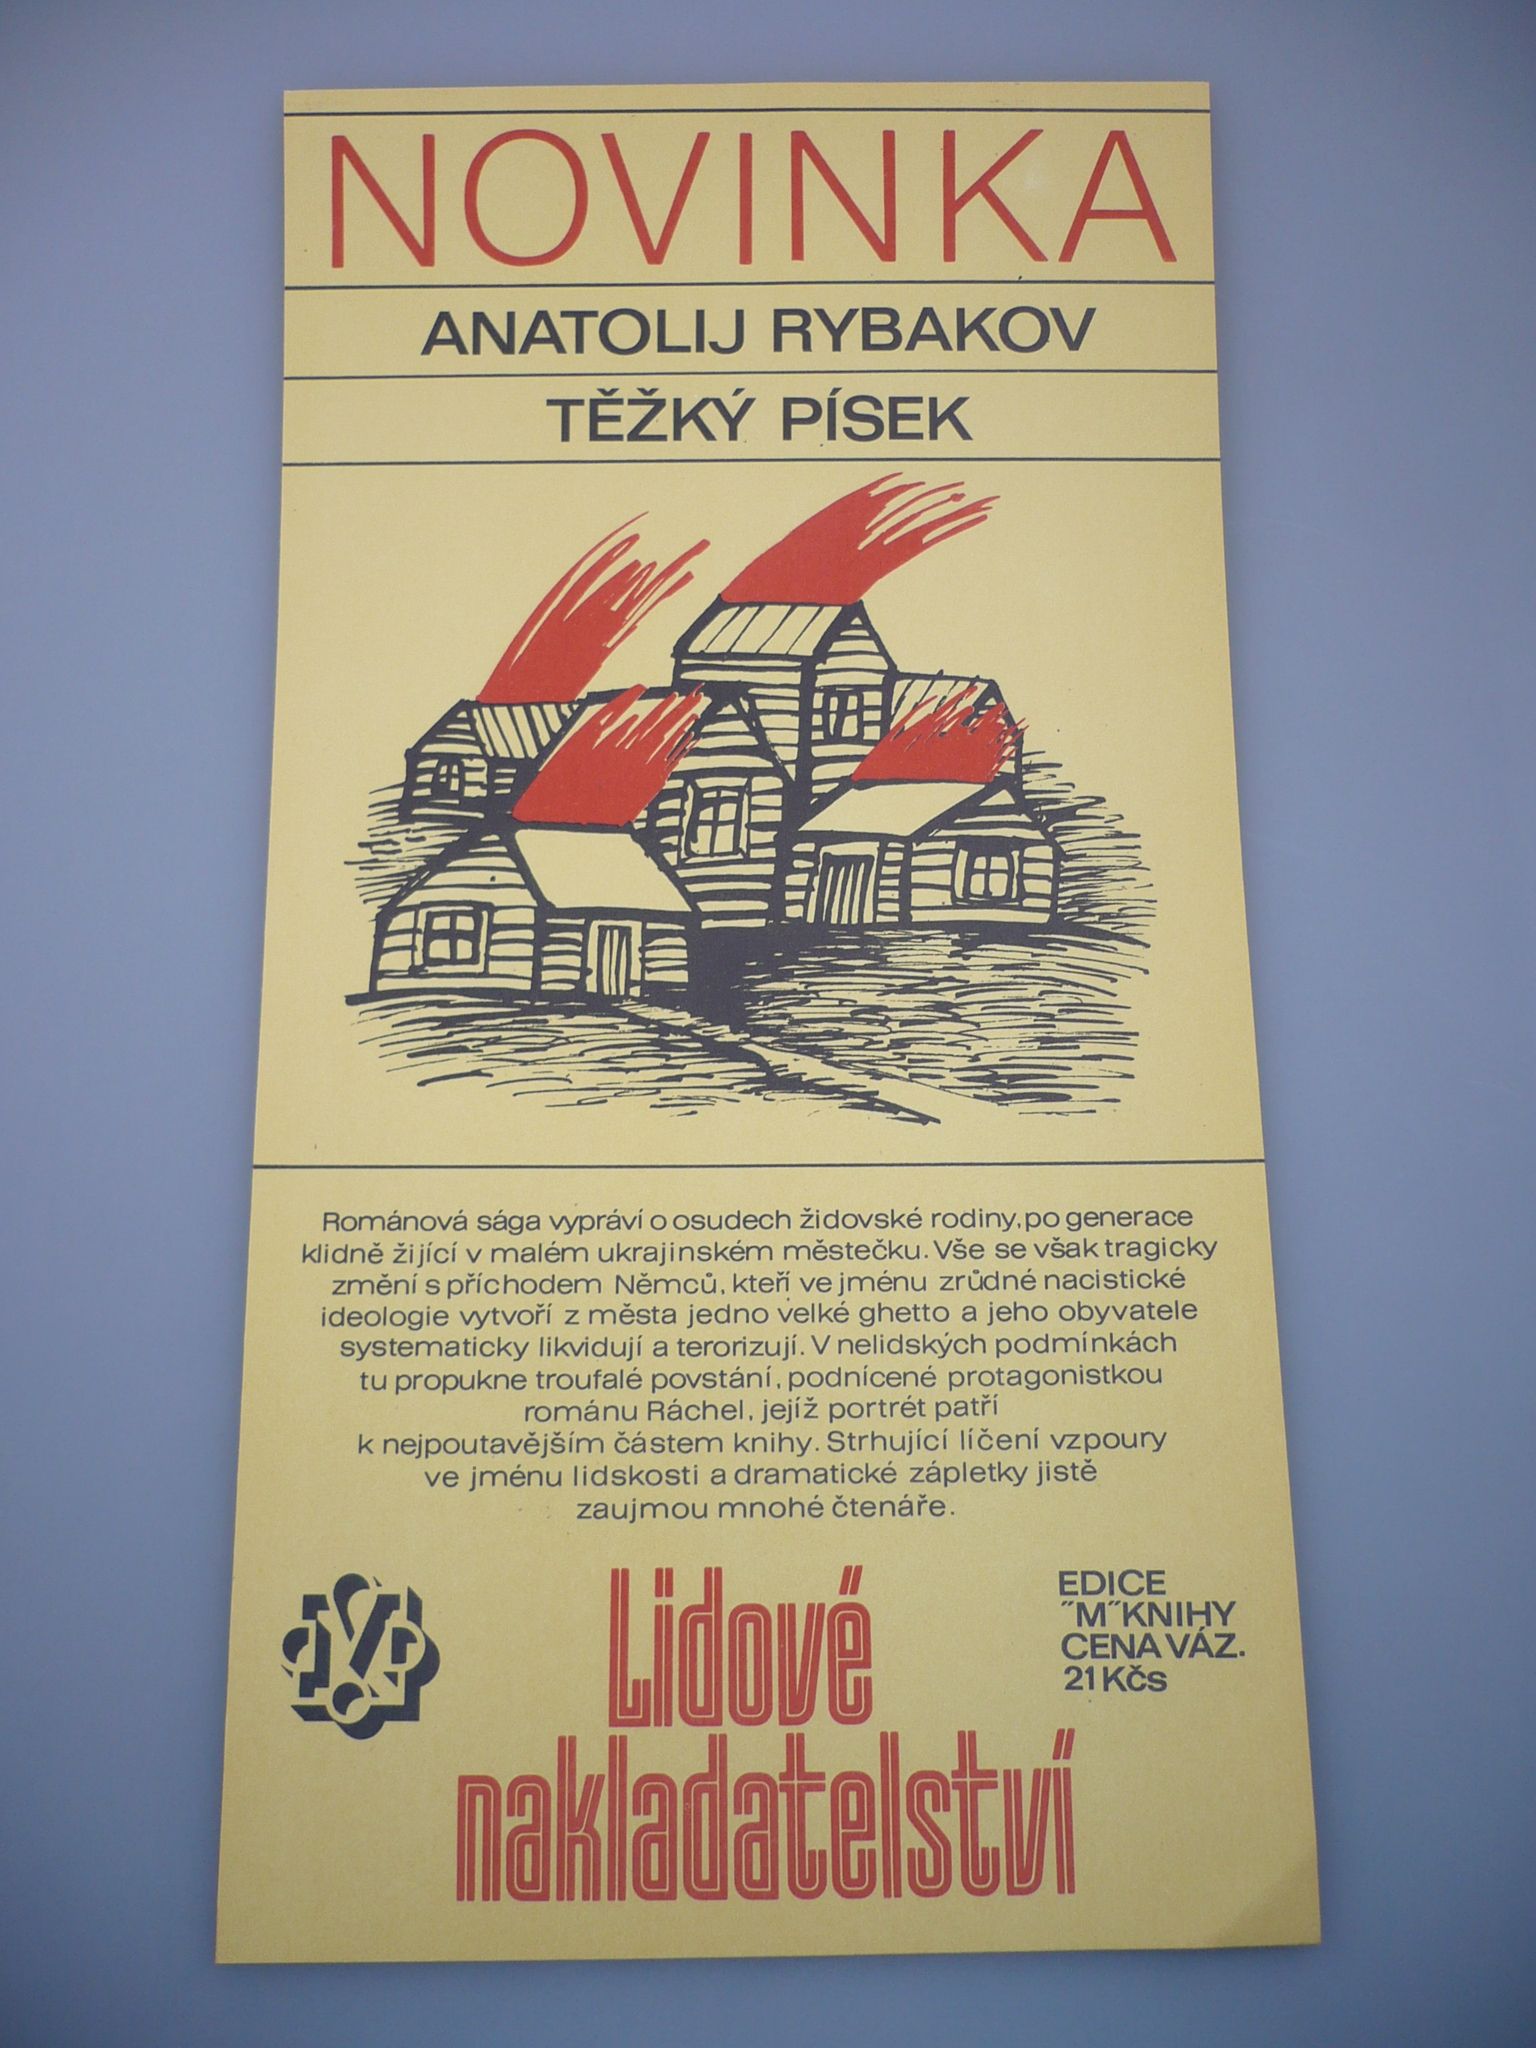 NOVINKA
ANATOLIJ RYBAKOV
TĚŽKÝ PÍSEK
Románová sága vypráví o osudech židovské rodiny, po generace
klidně žijící v malém ukrajinském městečku. Vše se však tragicky
změní s příchodem Němců, kteří ve jménu zrůdné nacistické
ideologie vytvoří z města jedno velké ghetto a jeho obyvatele
systematicky likvidují a terorizují. V nelidských podmínkách
tu propukne troufalé povstání, podnícené protagonistkou
románu Ráchel, jejíž portrét patří
k nejpoutavějším částem knihy. Strhující líčení vzpoury
ve jménu lidskosti a dramatické zápletky jistě
zaujmou mnohé čtenáře.
Lidové
nakladatelství
EDICE
"M" KNIHY
CENA VÁZ.
21 Kčs